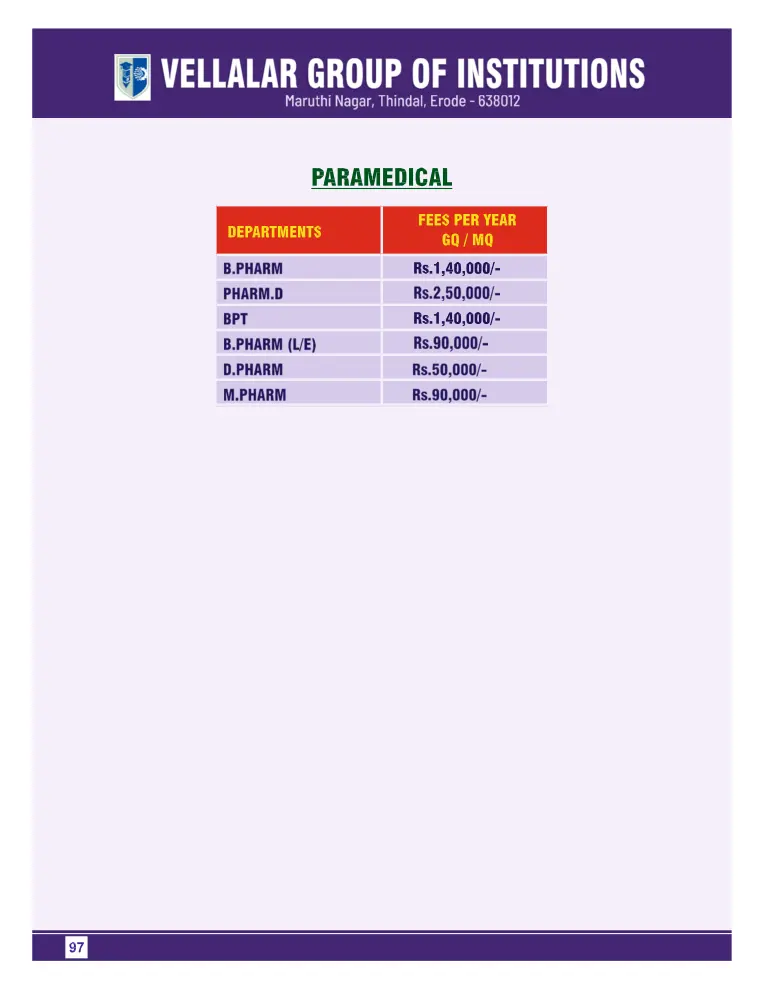 VELLALAR GROUP OF INSTITUTIONS
Maruthi Nagar, Thindal, Erode - 638012
PARAMEDICAL
DEPARTMENTS FEES PER YEAR
GQ / MQ
B.PHARM Rs.1,40,000/-
PHARM.D Rs.2,50,000/-
BPT Rs.1,40,000/-
B.PHARM (L/E) Rs.90,000/-
D.PHARM Rs.50,000/-
M.PHARM Rs.90,000/-
97